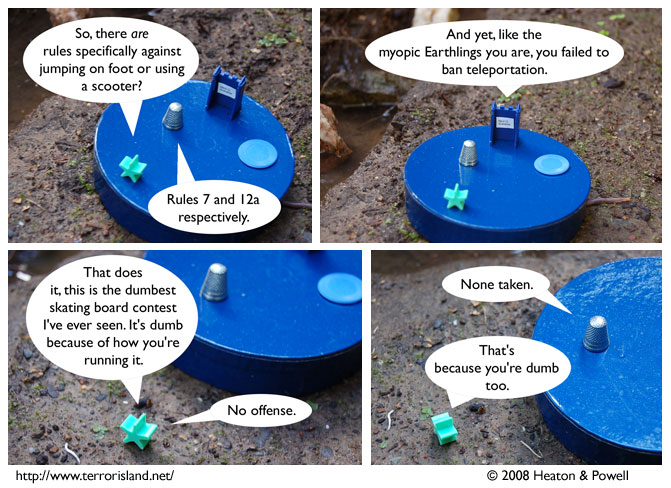 So, there are
rules specifically against
jumping on foot or using
a scooter?
Rules 7 and 12a
respectively.
And yet, like the
myopic Earthlings you are, you failed to
ban teleportation.
That does
it, this is the dumbest
skating board contest
I've ever seen. It's dumb
because of how you're
running it.
No offense.
None taken.
That's
because you're dumb
too.
http://www.terrorisland.net/
© 2008 Heaton & Powell